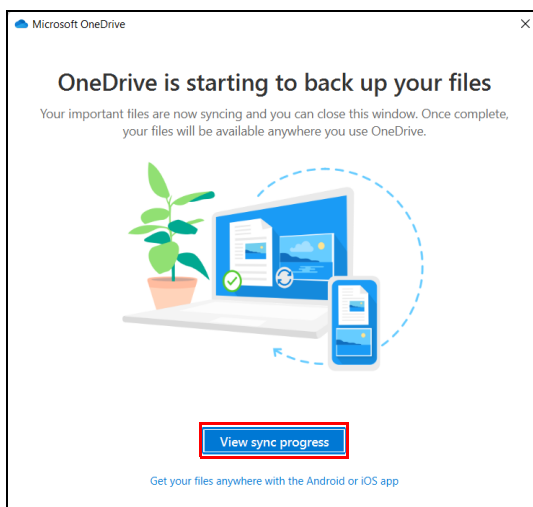 Microsoft OneDrive
OneDrive is starting to back up your files
Your important files are now syncing and you can close this window. Once complete,
your files will be available anywhere you use OneDrive.
View sync progress
Get your files anywhere with the Android or iOS app